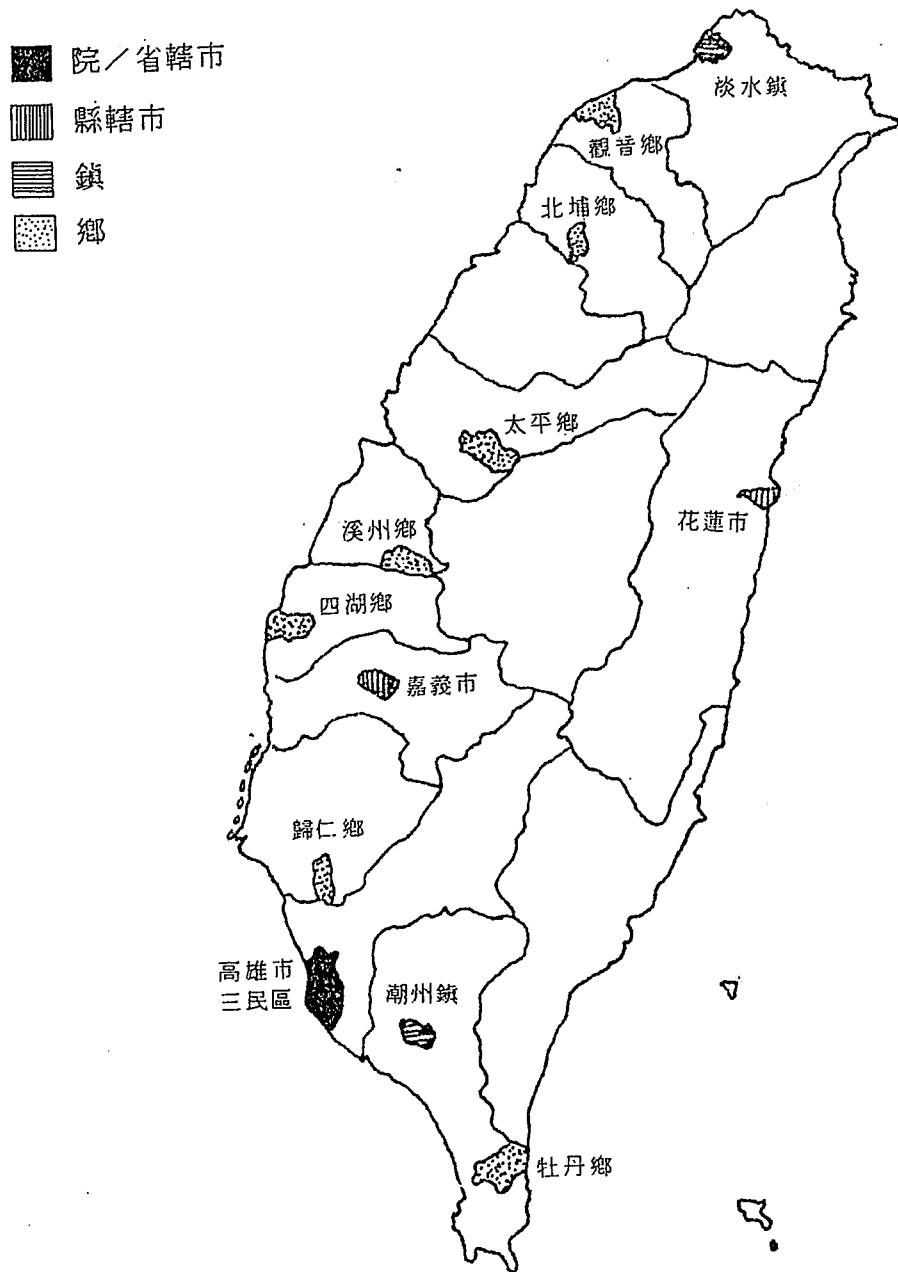 院／省轄市
縣轄市
鎮
鄉
淡水鎮
觀音鄉
北埔鄉
太平鄉
花蓮市
溪州鄉
四湖鄉
嘉義市
歸仁鄉
高雄市
三民區
潮州鎮
牡丹鄉